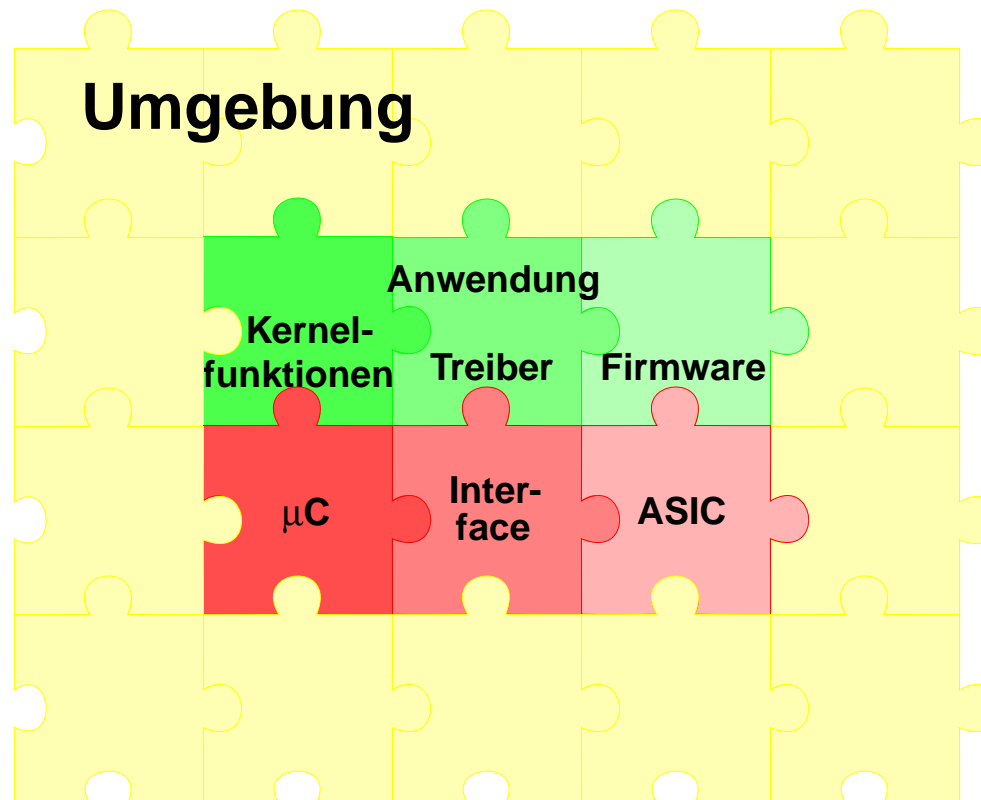 Umgebung
Anwendung
Kernel-
funktionen
Treiber
Firmware
μC
Inter-
face
ASIC